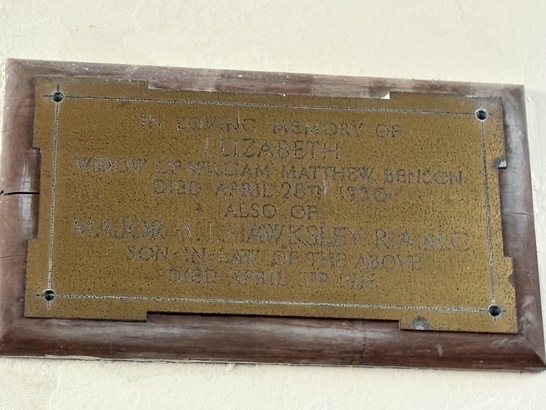 IN LOVING MEMORY OF
ELIZABETH
WIDOW OF WILLIAM MATTHEW BENSON
DIED APRIL 28TH 1930
ALSO OF
MAJOR HAWKSLEY R.A.M.C.
SON-IN-LAW OF THE ABOVE
DIED APRIL